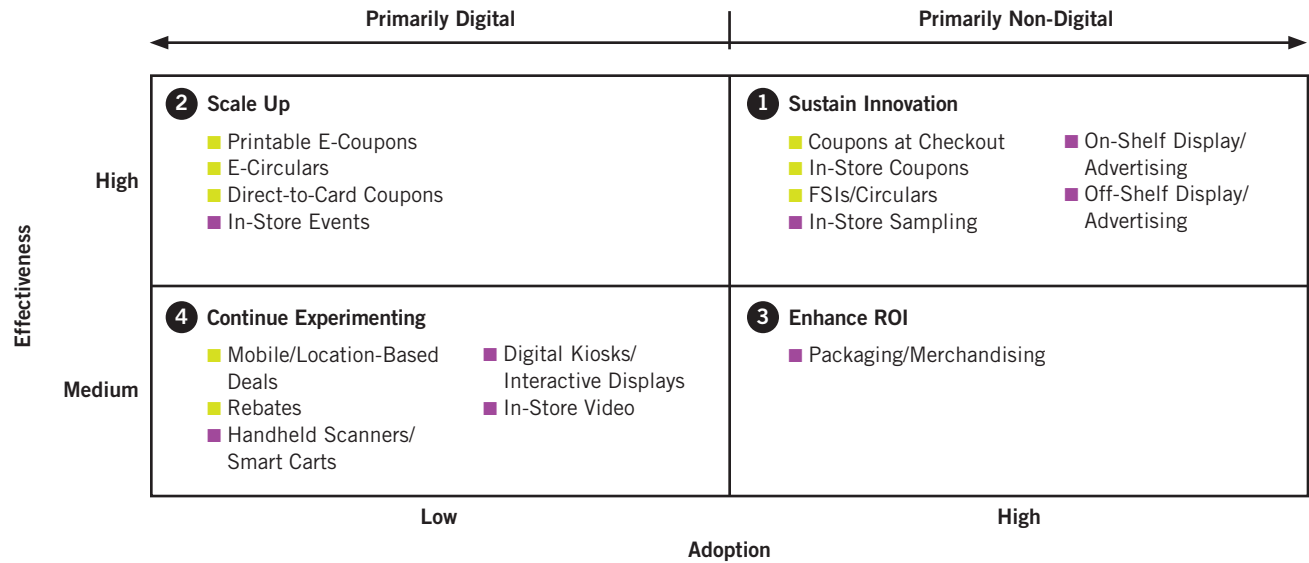 Primarily Digital
Primarily Non-Digital
Effectiveness
High
2 Scale Up
Printable E-Coupons
E-Circulars
Direct-to-Card Coupons
In-Store Events
1 Sustain Innovation
Coupons at Checkout
In-Store Coupons
FSIs/Circulars
In-Store Sampling
On-Shelf Display/
Advertising
Off-Shelf Display/
Advertising
Medium
4 Continue Experimenting
Mobile/Location-Based
Deals
Rebates
Handheld Scanners/
Smart Carts
Digital Kiosks/
Interactive Displays
In-Store Video
3 Enhance ROI
Packaging/Merchandising
Low
High
Adoption